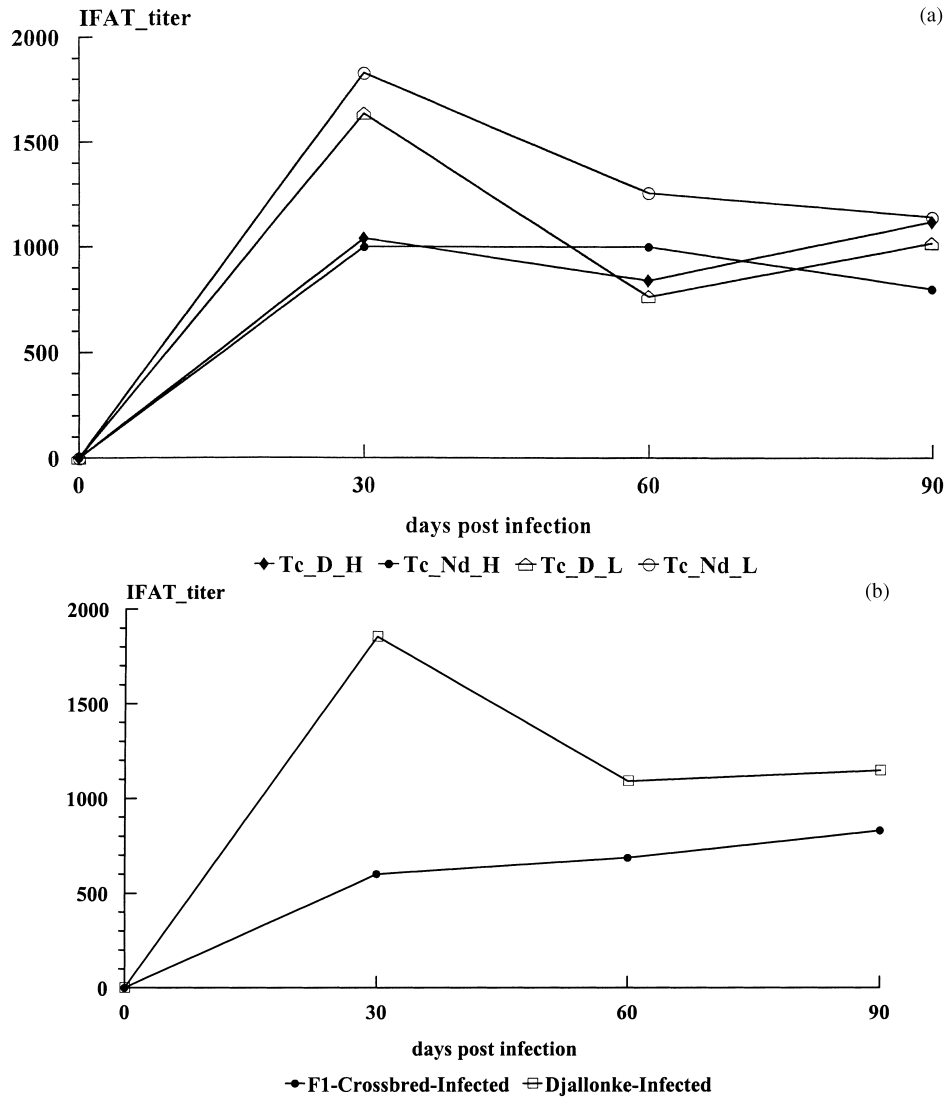 IFAT_titer
(a)
2000
1500
1000
500
0
0 30 60 90
days post infection
Tc_D_H Tc_Nd_H Tc_D_L Tc_Nd_L
IFAT_titer
(b)
2000
1500
1000
500
0
0 30 60 90
days post infection
F1-Crossbred-Infected Djallonke-Infected